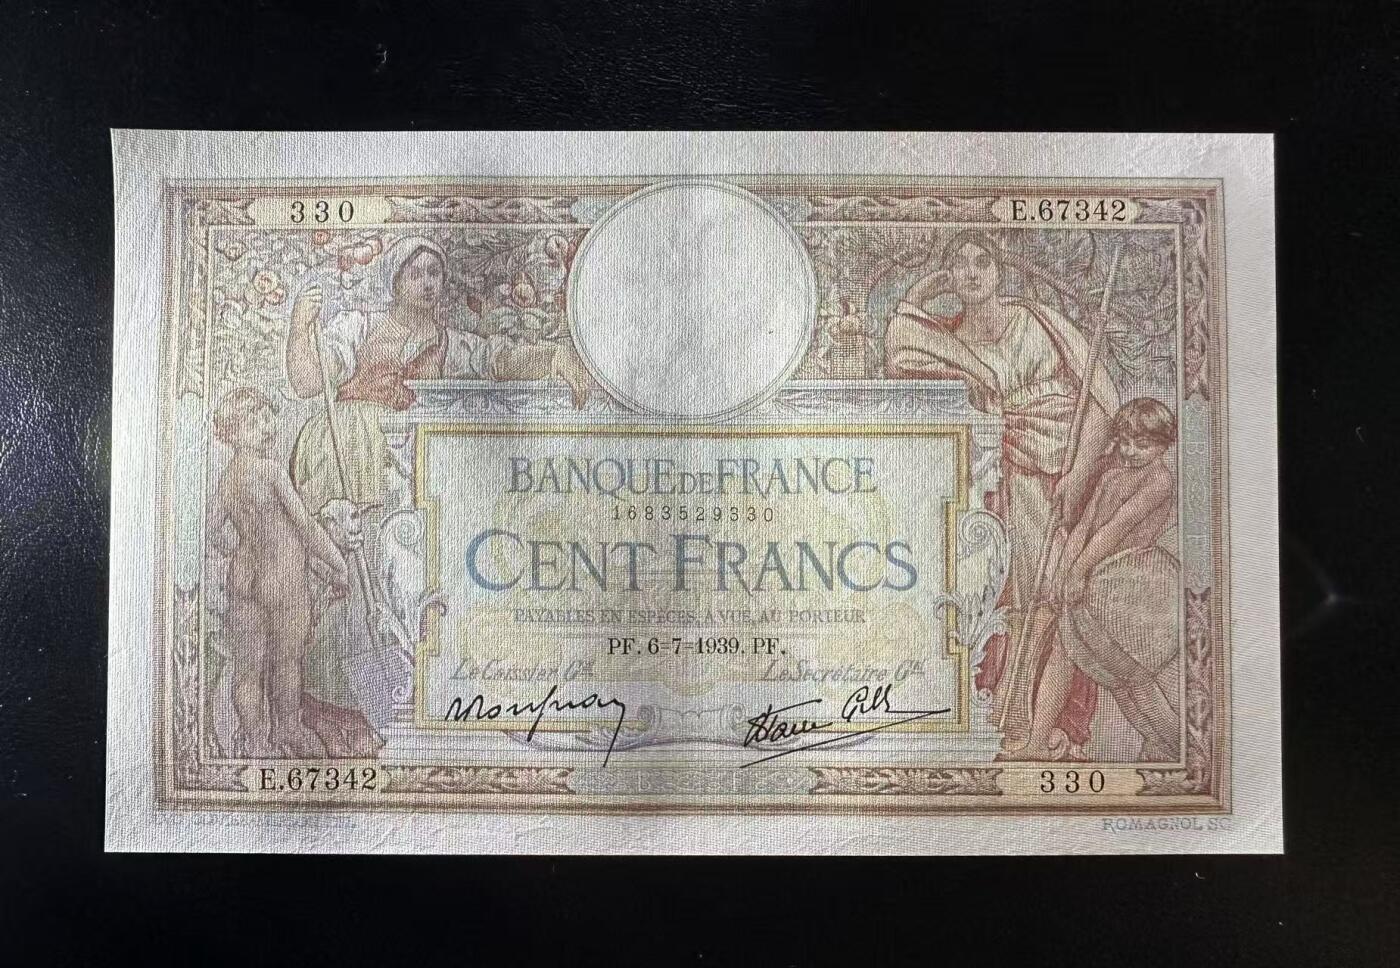 330
E.67342
BANQUE DE FRANCE
1683529330
CENT FRANCS
PAYABLES EN ESPÈCES, A VUE, AU PORTEUR
PF. 6-7-1939. PF.
Le Caissier Gal
Le Secrétaire Gal
E.67342
330
ROMAGNOL SC